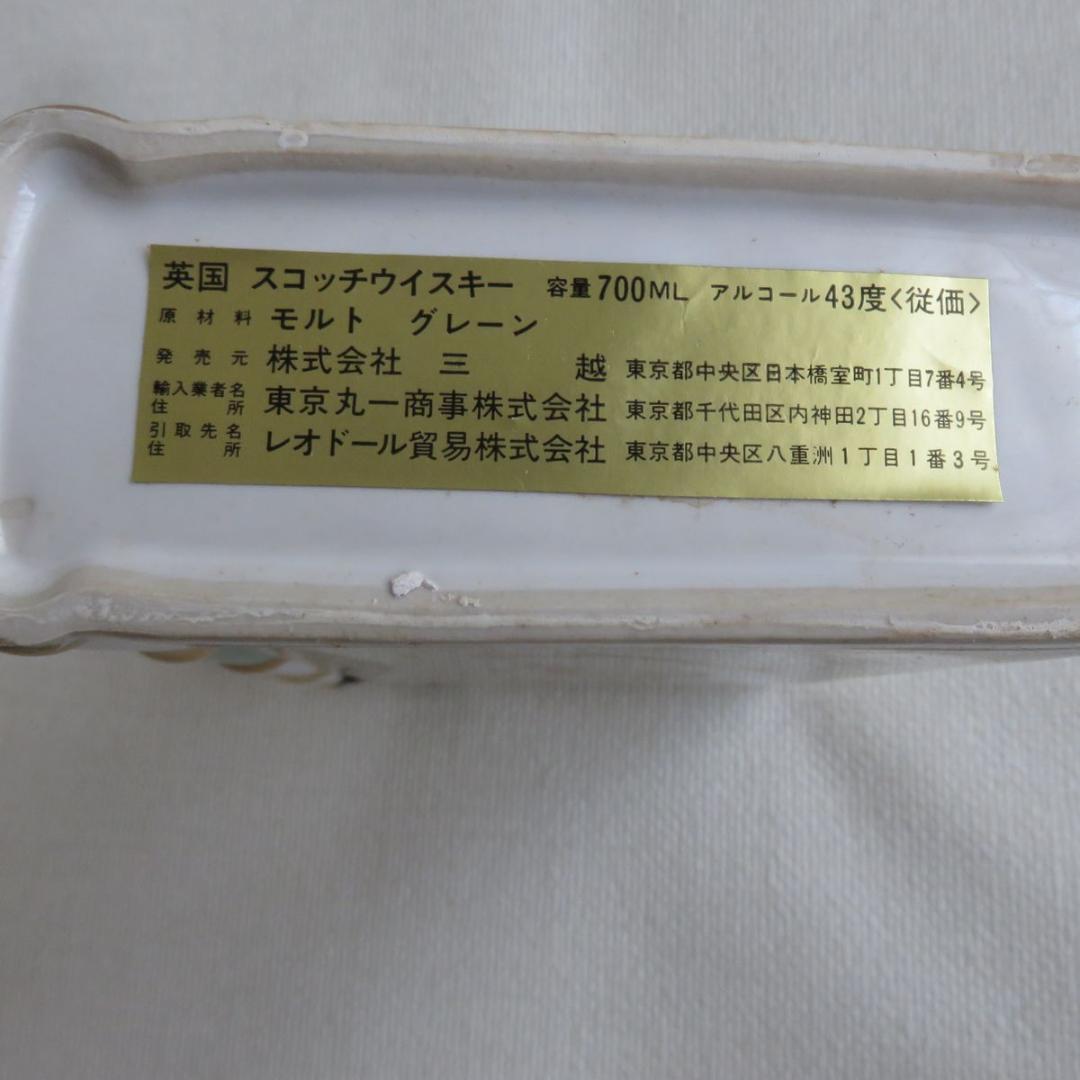 英国 スコッチウイスキー 容量700ML アルコール43度<従価>
原材料 モルト グレーン
発売元 株式会社 三越 東京都中央区日本橋室町1丁目7番4号
輸入業者名 東京丸一商事株式会社 東京都千代田区内神田2丁目16番9号
住所
引取先名 レオドール貿易株式会社 東京都中央区八重洲1丁目1番3号
住所